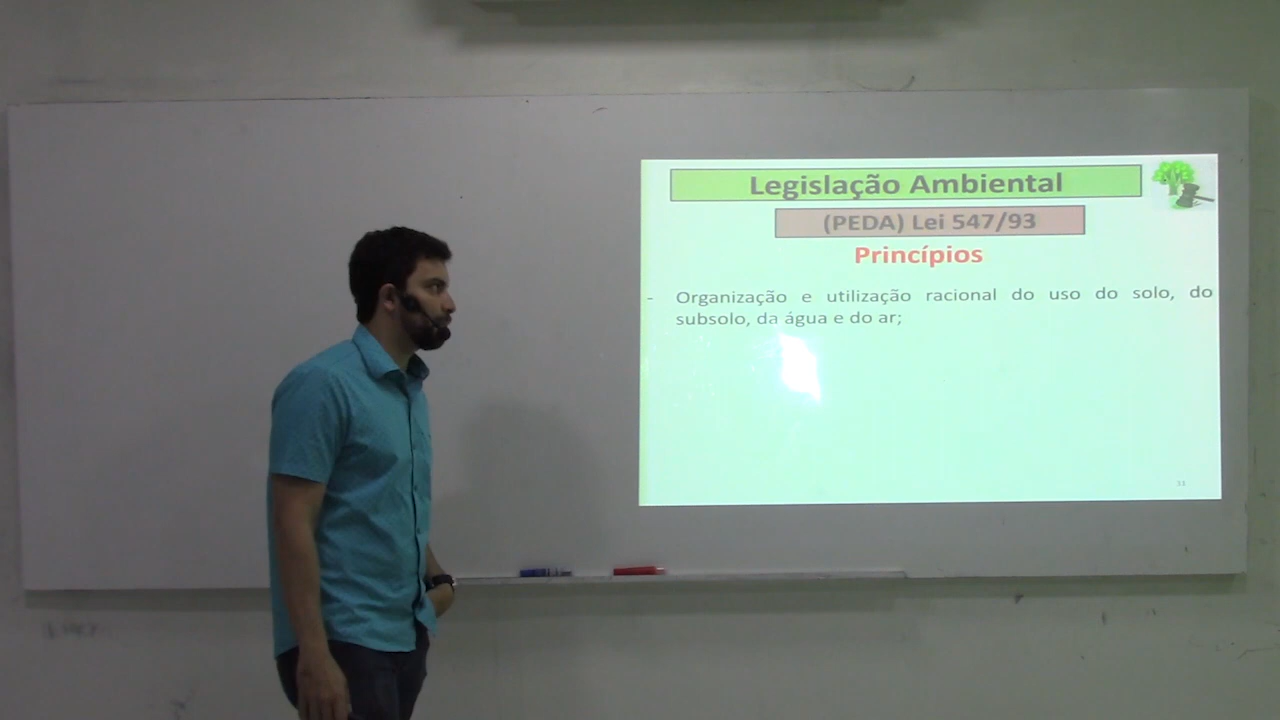 Legislação Ambiental
(PEDA) Lei 547/93
Princípios
- Organização e utilização racional do uso do solo, do
subsolo, da água e do ar;